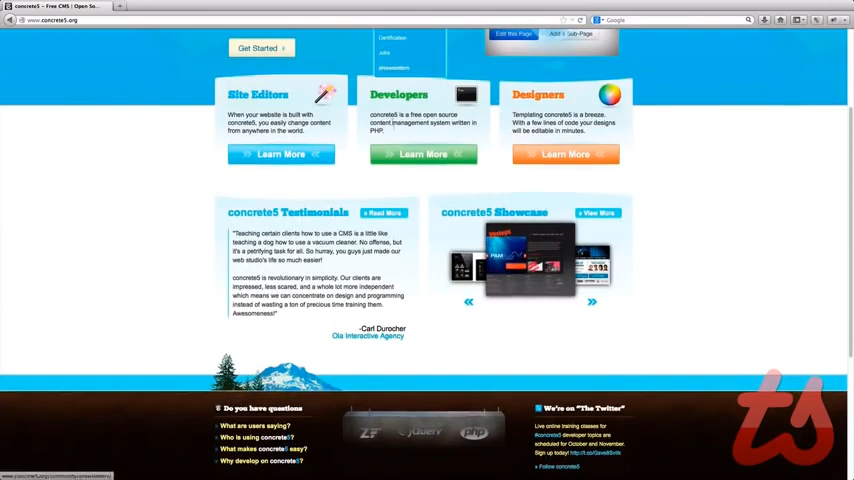 concrete5 – Free CMS | Open So...
www.concrete5.org
Google
Certification
Jobs
eNewsletters
Get Started
Edit this Page
Add a Sub-Page
Site Editors
When your website is built with
concrete5, you easily change content
from anywhere in the world.
Learn More
Developers
concrete5 is a free open source
content management system written in
PHP.
Learn More
Designers
Templating concrete5 is a breeze.
With a few lines of code your designs
will be editable in minutes.
Learn More
concrete5 Testimonials
» Read More
"Teaching certain clients how to use a CMS is a little like
teaching a dog how to use a vacuum cleaner. No offense, but
it's a petrifying task for all. So hurray, you guys just made our
web studio's life so much easier!
concrete5 is revolutionary in simplicity. Our clients are
impressed, less scared, and a whole lot more independent
which means we can concentrate on design and programming
instead of wasting a ton of precious time training them.
Awesomeness!"
-Carl Durocher
Ola Interactive Agency
concrete5 Showcase
» View More
PAM
Do you have questions
What are users saying?
Who is using concrete5?
What makes concrete5 easy?
Why develop on concrete5?
ZF
jQuery
php
We're on "The Twitter"
Live online training classes for
#concrete5 developer topics are
scheduled for October and November.
Sign up today!
» Follow concrete5
ts